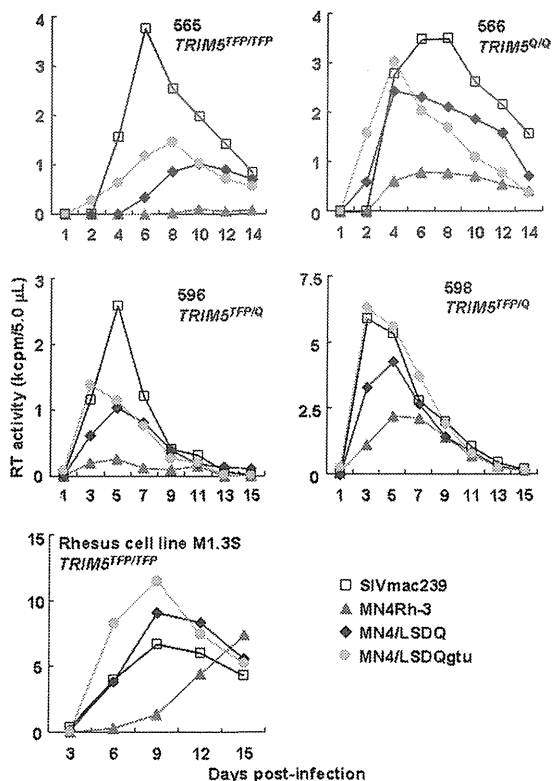 565
TRIM5TFP/TFP
4
3
2
1
0
1 2 4 6 8 10 12 14
566
TRIM5Q/Q
4
3
2
1
0
1 2 4 6 8 10 12 14
596
TRIM5TFP/Q
3
2
1
0
1 3 5 7 9 11 13 15
598
TRIM5TFP/Q
7.5
5
2.5
0
1 3 5 7 9 11 13 15
RT activity (kcpm/5.0 µL)
Rhesus cell line M1.3S
TRIM5TFP/TFP
15
10
5
0
3 6 9 12 15
SIVmac239
MN4Rh-3
MN4/LSDQ
MN4/LSDQgtu
Days post-infection